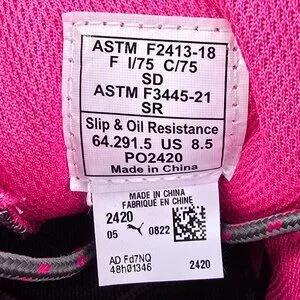 ASTM F2413-18
F I/75 C/75
SD
ASTM F3445-21
SR
Slip & Oil Resistance
64.291.5 US 8.5
PO2420
Made in China
MADE IN CHINA
FABRIQUÉ EN CHINE
2420
05 0822
AD Fd7NQ
48h01346 2420